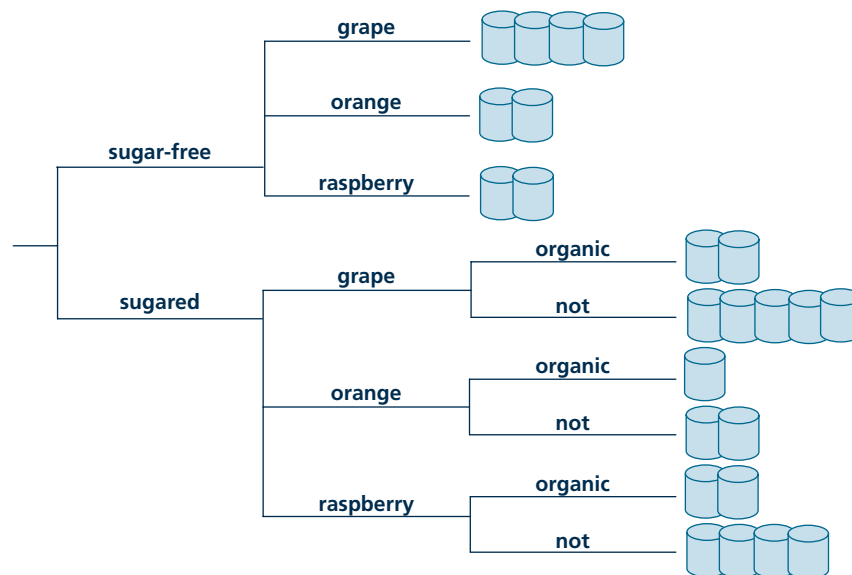 grape
orange
sugar-free
raspberry
organic
grape
sugared
not
organic
orange
not
organic
raspberry
not